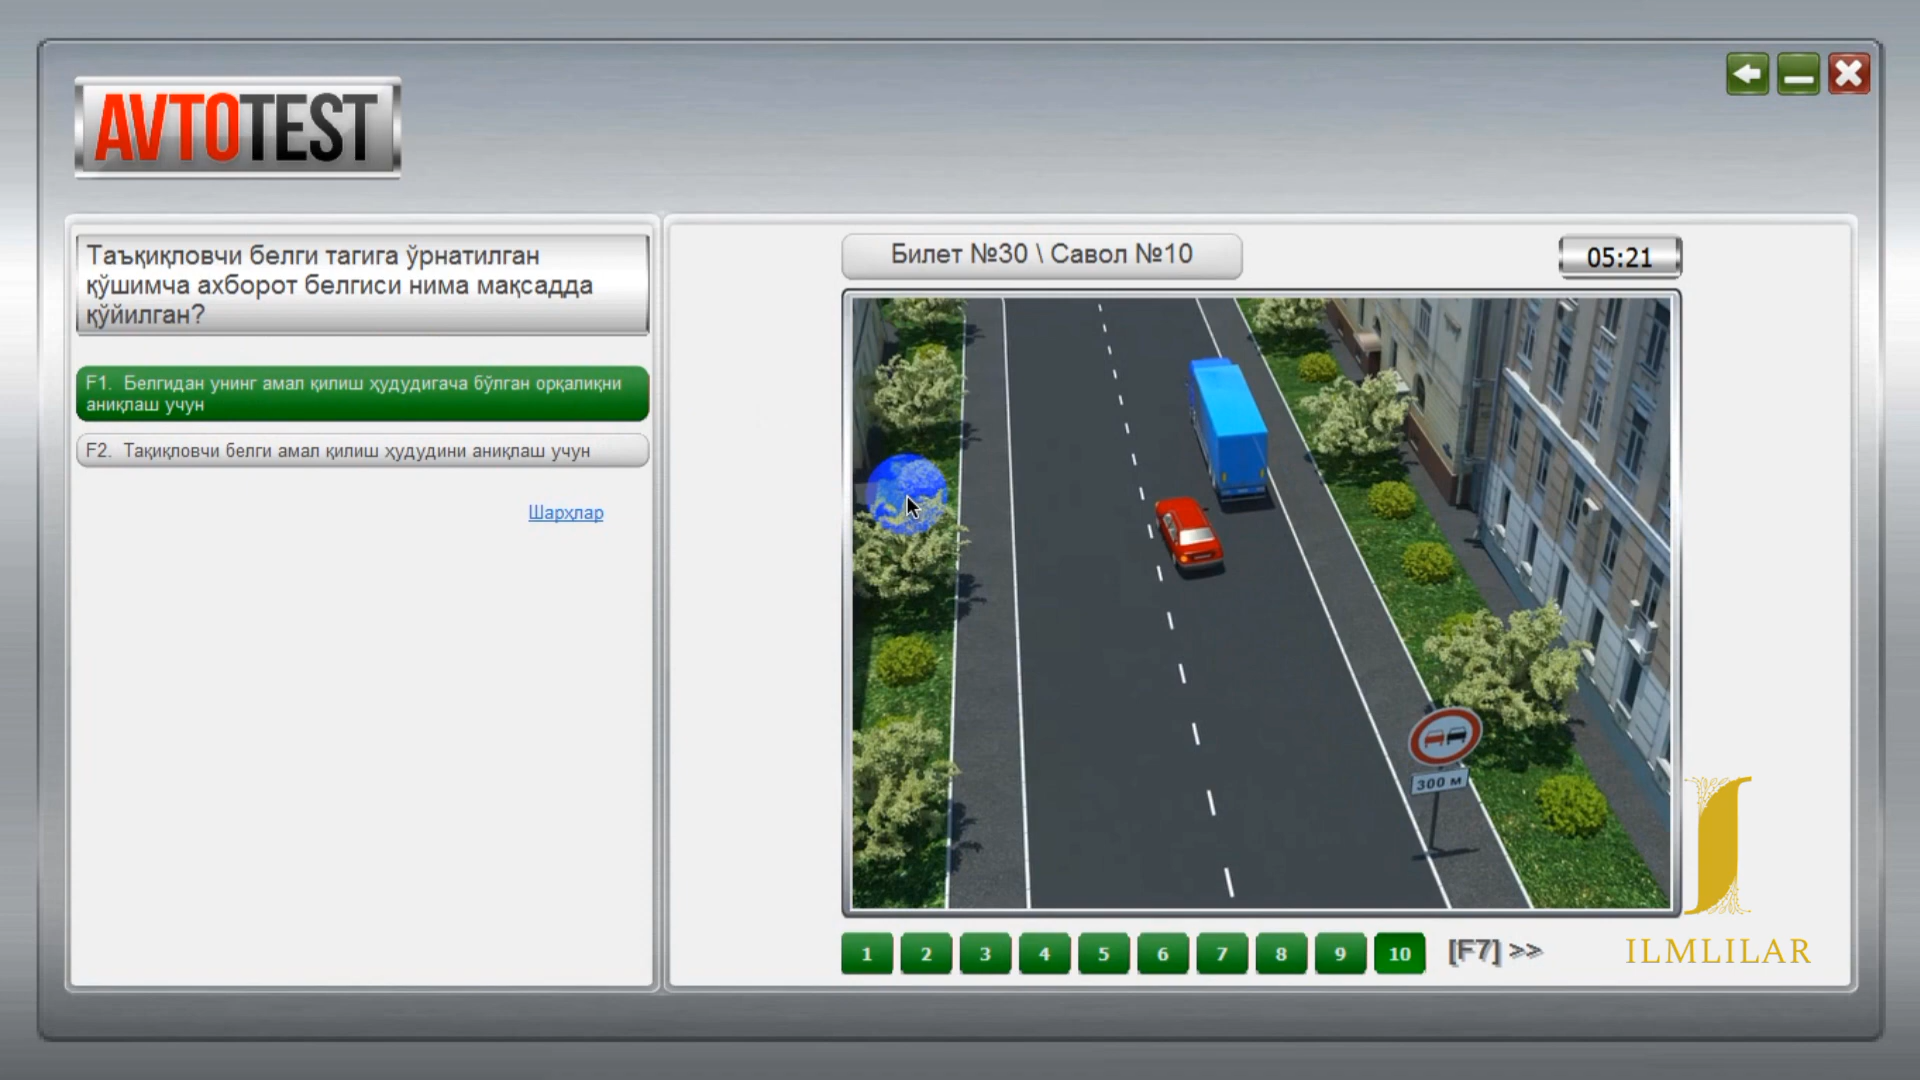 AVTOTEST
Таъқиқловчи белги тагига ўрнатилган
қўшимча ахборот белгиси нима мақсадда
қўйилган?
F1. Белгидан унинг амал қилиш ҳудудигача бўлган орқалиқни
аниқлаш учун
F2. Тақиқловчи белги амал қилиш ҳудудини аниқлаш учун
Шарҳлар
Билет №30 \ Савол №10
05:21
300 м
1 2 3 4 5 6 7 8 9 10 [F7] >>
ILMLILAR